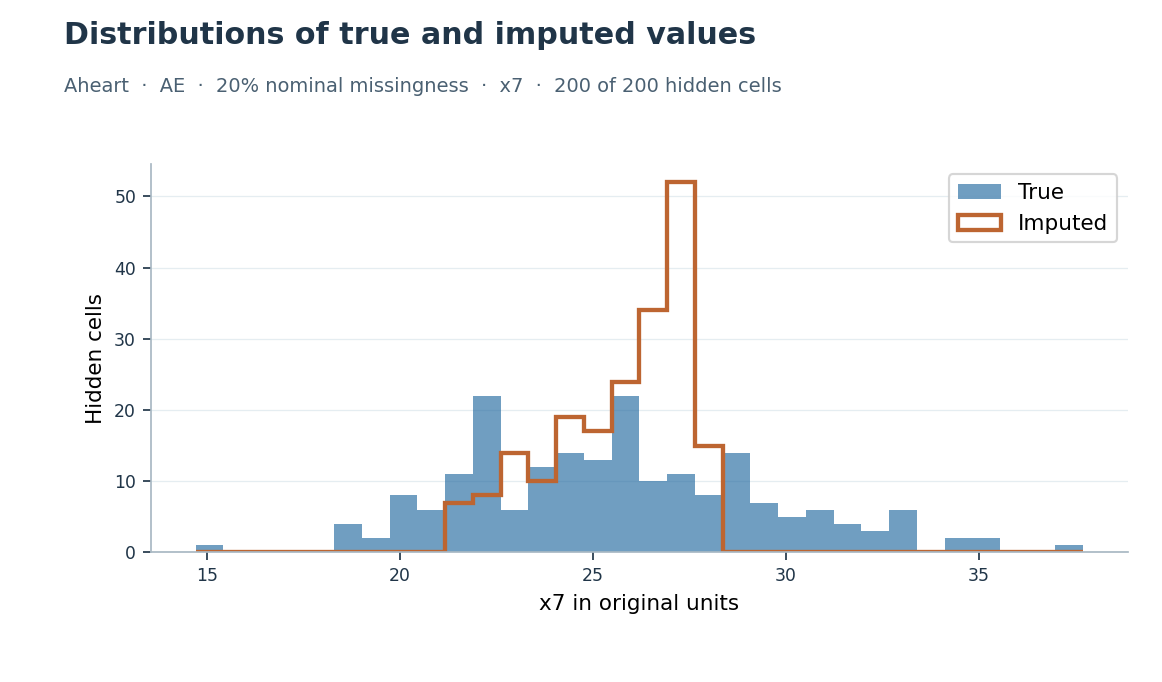 Distributions of true and imputed values
Aheart · AE · 20% nominal missingness · x7 · 200 of 200 hidden cells
True
Imputed
Hidden cells
50
40
30
20
10
0
15 20 25 30 35
x7 in original units